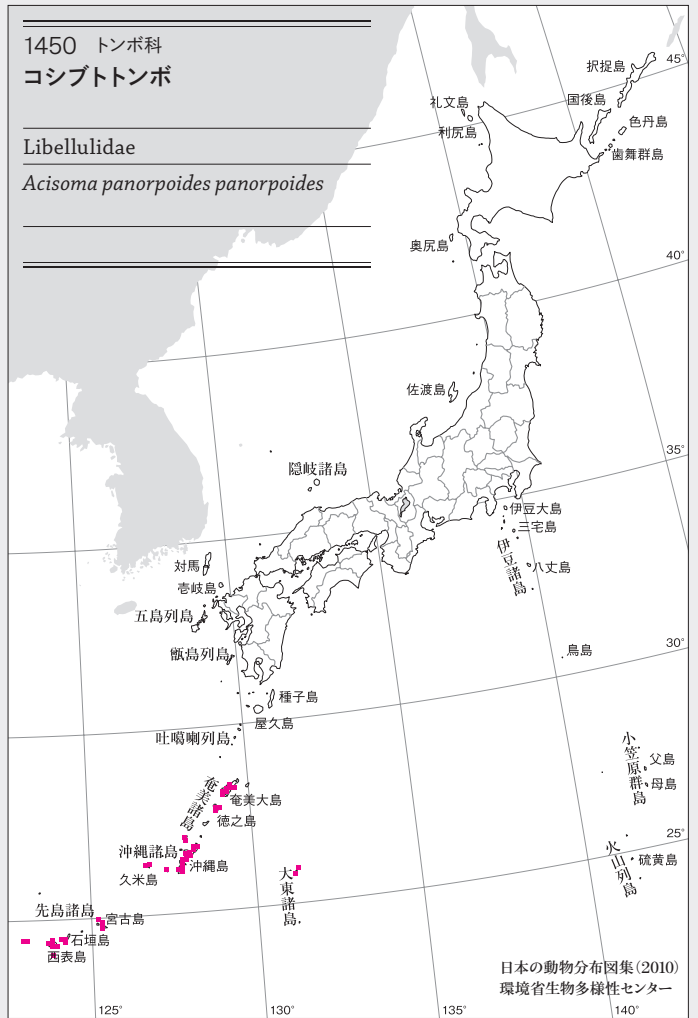 1450 トンボ科
コシブトトンボ
Libellulidae
Acisoma panorpoides panorpoides
択捉島
45°
国後島
礼文島
色丹島
利尻島
歯舞群島
奥尻島
40°
佐渡島
35°
隠岐諸島
伊豆大島
三宅島
伊豆諸島
八丈島
対馬
壱岐島
五島列島
甑島列島
鳥島
30°
種子島
屋久島
吐噶喇列島
小笠原群島
父島
母島
奄美諸島
奄美大島
徳之島
25°
沖縄諸島
沖縄島
久米島
大東諸島
火山列島
硫黄島
先島諸島
宮古島
石垣島
西表島
日本の動物分布図集(2010)
環境省生物多様性センター
125°
130°
135°
140°